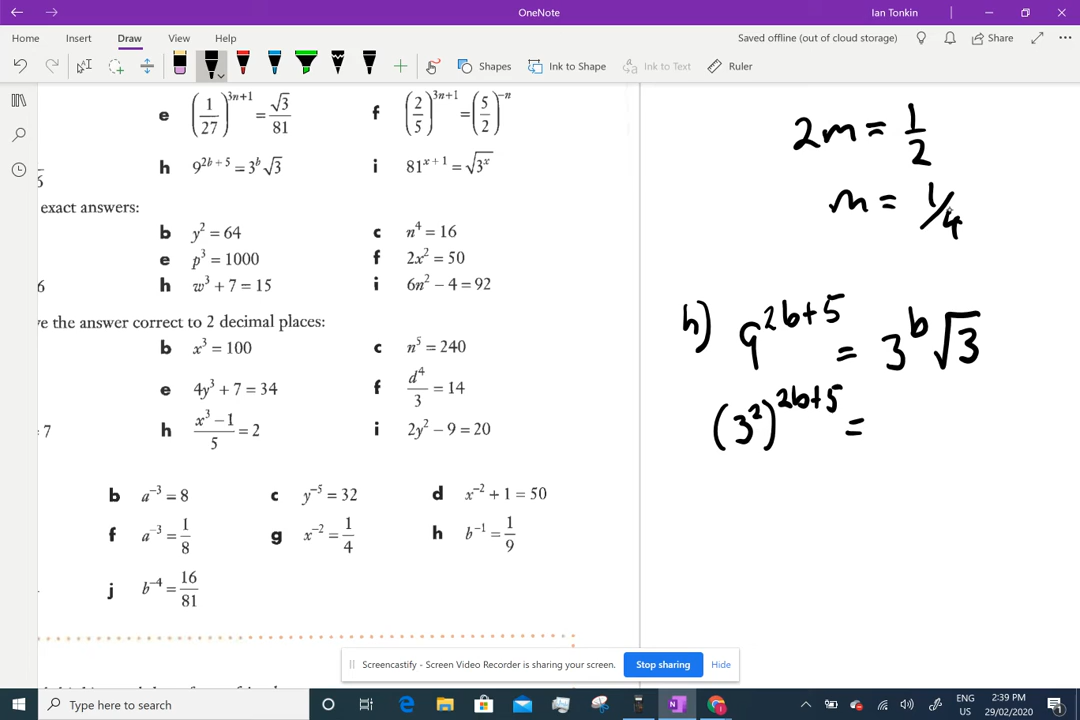 OneNote
Ian Tonkin
Home Insert Draw View Help
Saved offline (out of cloud storage)
Share
Shapes
Ink to Shape
Ink to Text
Ruler
e (1/27)^(3n+1) = √3/81
f (2/5)^(3n+1) = (5/2)^(-n)
h 9^(2b+5) = 3^b √3
i 81^(x+1) = √3^x
exact answers:
b y² = 64
c n⁴ = 16
e p³ = 1000
f 2x² = 50
6
h w³ + 7 = 15
i 6n² – 4 = 92
ve the answer correct to 2 decimal places:
b x³ = 100
c n⁵ = 240
e 4y³ + 7 = 34
f d⁴/3 = 14
= 7
h (x³ – 1)/5 = 2
i 2y² – 9 = 20
b a⁻³ = 8
c y⁻⁵ = 32
d x⁻² + 1 = 50
f a⁻³ = 1/8
g x⁻² = 1/4
h b⁻¹ = 1/9
j b⁻⁴ = 16/81
2m = 1/2
m = 1/4
h) 9^(2b+5) = 3^b √3
(3²)^(2b+5) =
Screencastify - Screen Video Recorder is sharing your screen.
Stop sharing
Hide
Type here to search
ENG
US
2:39 PM
29/02/2020
1